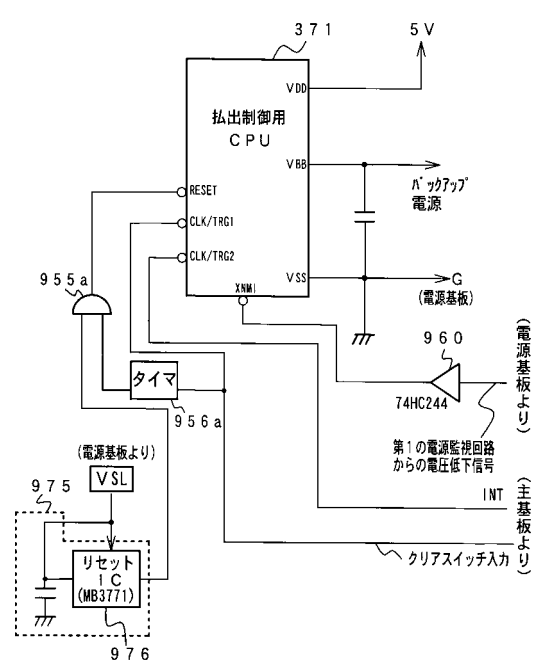 371
5V
VDD
払出制御用
CPU
VBB
バックアップ
電源
RESET
CLK/TRG1
CLK/TRG2
VSS
G
(電源基板)
XNMI
955a
960
タイマ
956a
74HC244
(電源基板より)
第1の電源監視回路
からの電圧低下信号
(電源基板より)
975
VSL
INT
(主基板より)
クリアスイッチ入力
リセット
IC
(MB3771)
976